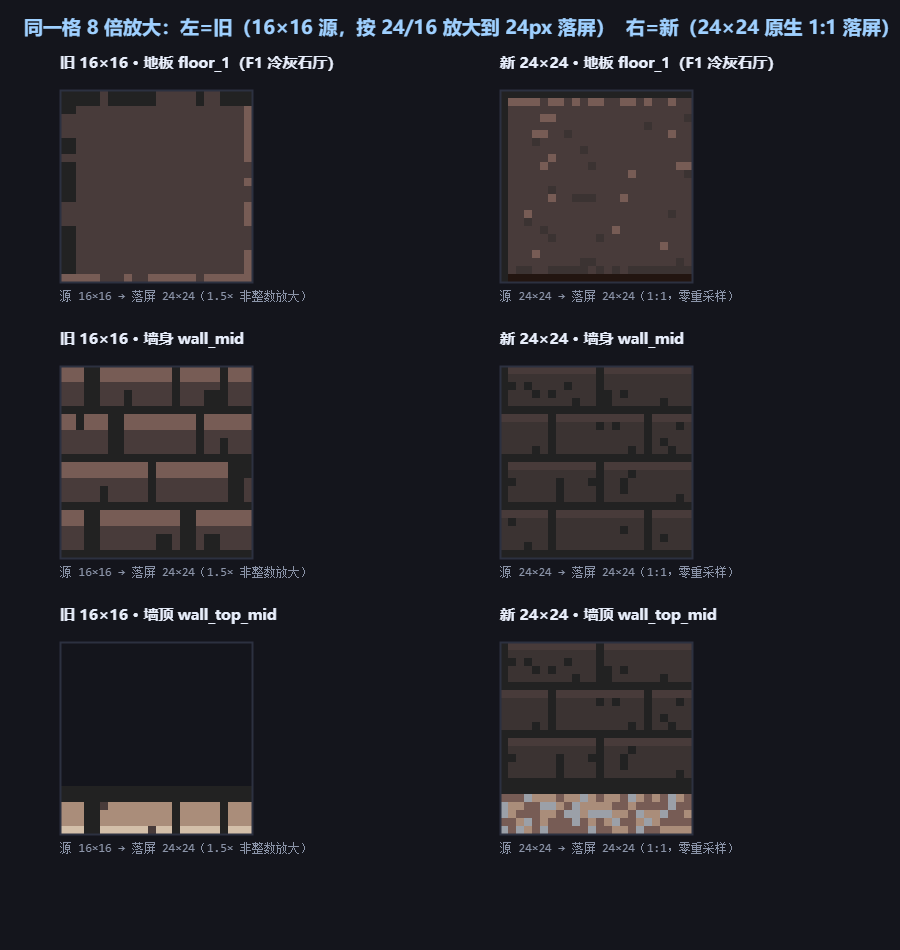 同一格 8 倍放大：左=旧（16×16 源，按 24/16 放大到 24px 落屏） 右=新（24×24 原生 1:1 落屏）
旧 16×16 · 地板 floor_1（F1 冷灰石厅）
新 24×24 · 地板 floor_1（F1 冷灰石厅）
源 16×16 → 落屏 24×24（1.5× 非整数放大）
源 24×24 → 落屏 24×24（1:1，零重采样）
旧 16×16 · 墙身 wall_mid
新 24×24 · 墙身 wall_mid
源 16×16 → 落屏 24×24（1.5× 非整数放大）
源 24×24 → 落屏 24×24（1:1，零重采样）
旧 16×16 · 墙顶 wall_top_mid
新 24×24 · 墙顶 wall_top_mid
源 16×16 → 落屏 24×24（1.5× 非整数放大）
源 24×24 → 落屏 24×24（1:1，零重采样）